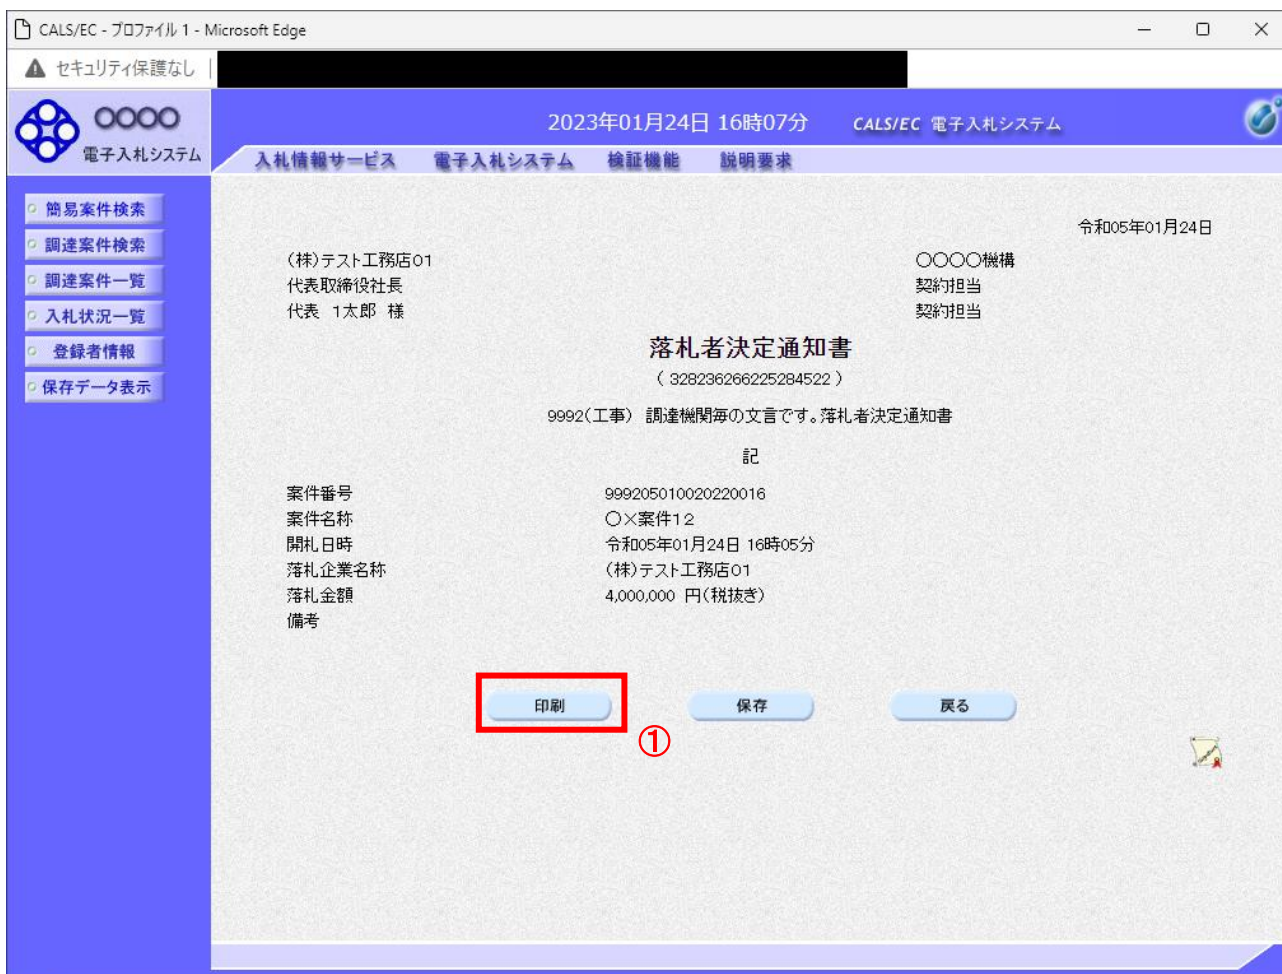 CALS/EC - プロファイル 1 - Microsoft Edge
セキュリティ保護なし
〇〇〇〇
電子入札システム
2023年01月24日 16時07分
CALS/EC 電子入札システム
入札情報サービス 電子入札システム 検証機能 説明要求
簡易案件検索
調達案件検索
調達案件一覧
入札状況一覧
登録者情報
保存データ表示
令和05年01月24日
(株)テスト工務店01
代表取締役社長
代表 1太郎 様
〇〇〇〇機構
契約担当
契約担当
落札者決定通知書
( 328236266225284522 )
9992(工事) 調達機関毎の文言です。落札者決定通知書
記
案件番号 999205010020220016
案件名称 〇×案件12
開札日時 令和05年01月24日 16時05分
落札企業名称 (株)テスト工務店01
落札金額 4,000,000 円(税抜き)
備考
印刷 保存 戻る
①